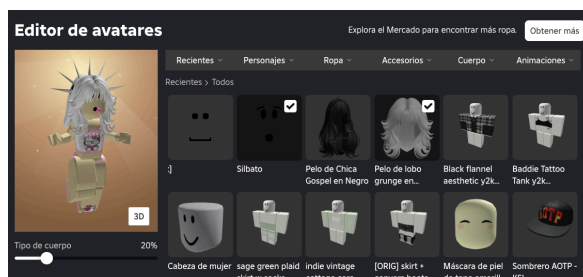 Editor de avatares
Explora el Mercado para encontrar más ropa.
Obtener más
Recientes
Personajes
Ropa
Accesorios
Cuerpo
Animaciones
Recientes > Todos
:]
Silbato
Pelo de Chica
Gospel en Negro
Pelo de lobo
grunge en...
Black flannel
aesthetic y2k...
Baddie Tattoo
Tank y2k...
3D
Tipo de cuerpo
20%
Cabeza de mujer
sage green plaid
indie vintage
[ORIG] skirt +
Máscara de piel
Sombrero AOTP -
AOTP